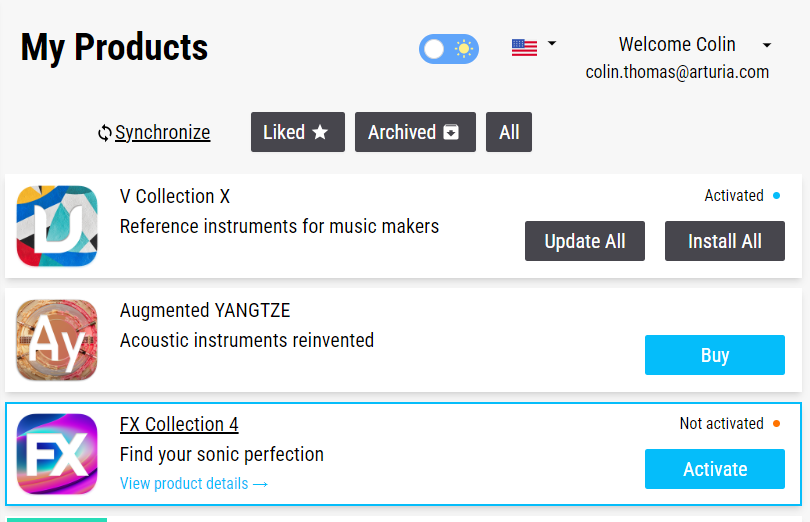 My Products
Welcome Colin
colin.thomas@arturia.com
Synchronize
Liked
Archived
All
V Collection X
Activated
Reference instruments for music makers
Update All
Install All
Augmented YANGTZE
Acoustic instruments reinvented
Ay
Buy
FX Collection 4
Not activated
FX
Find your sonic perfection
Activate
View product details →